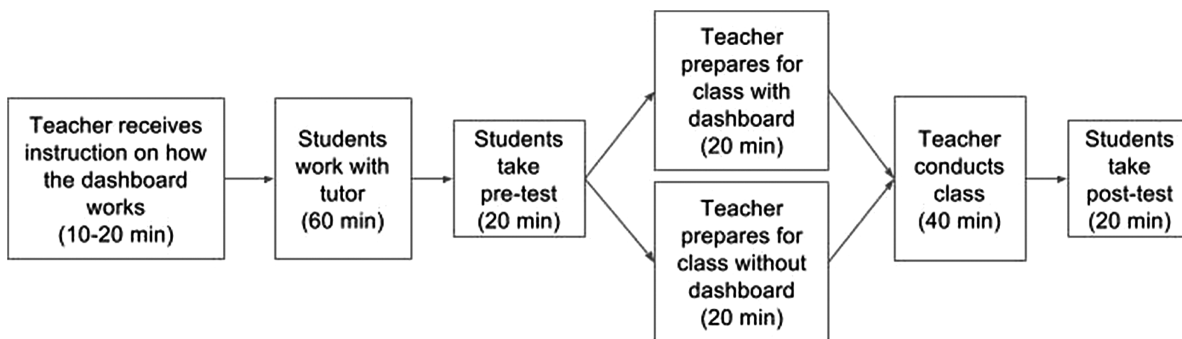 Teacher receives
instruction on how
the dashboard
works
(10-20 min)
Students
work with
tutor
(60 min)
Students
take
pre-test
(20 min)
Teacher
prepares for
class with
dashboard
(20 min)
Teacher
prepares for
class without
dashboard
(20 min)
Teacher
conducts
class
(40 min)
Students
take
post-test
(20 min)